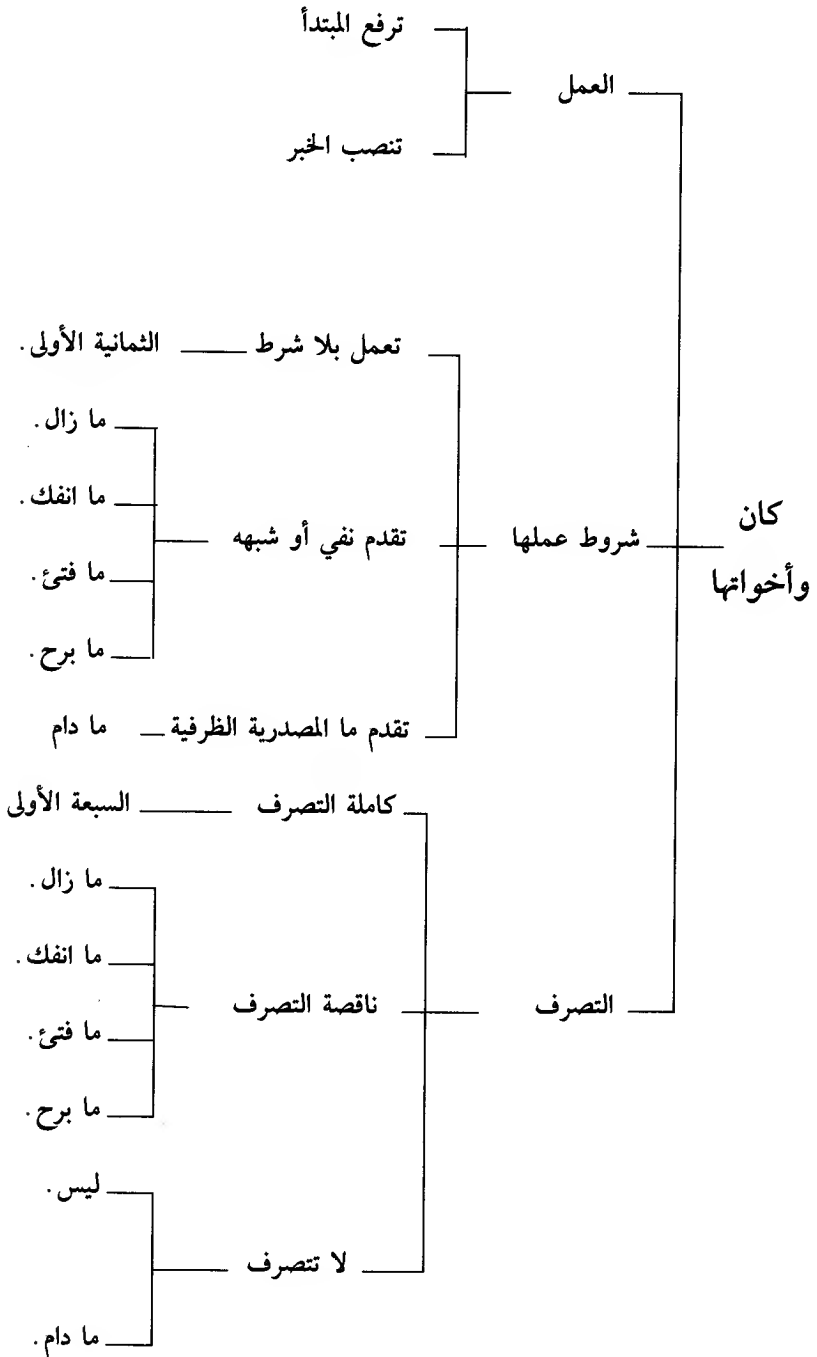 كان
وأخواتها
العمل
ترفع المبتدأ
تنصب الخبر
شروط عملها
تعمل بلا شرط
الثمانية الأولى.
تقدم نفي أو شبهه
ما زال.
ما انفك.
ما فتئ.
ما برح.
تقدم ما المصدرية الظرفية
ما دام
التصرف
كاملة التصرف
السبعة الأولى
ناقصة التصرف
ما زال.
ما انفك.
ما فتئ.
ما برح.
لا تتصرف
ليس.
ما دام.